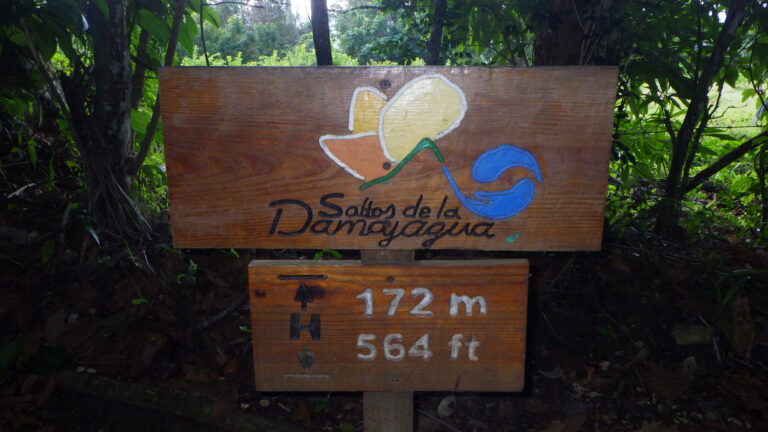 Saltos de la
Damajagua
H
172 m
564 ft